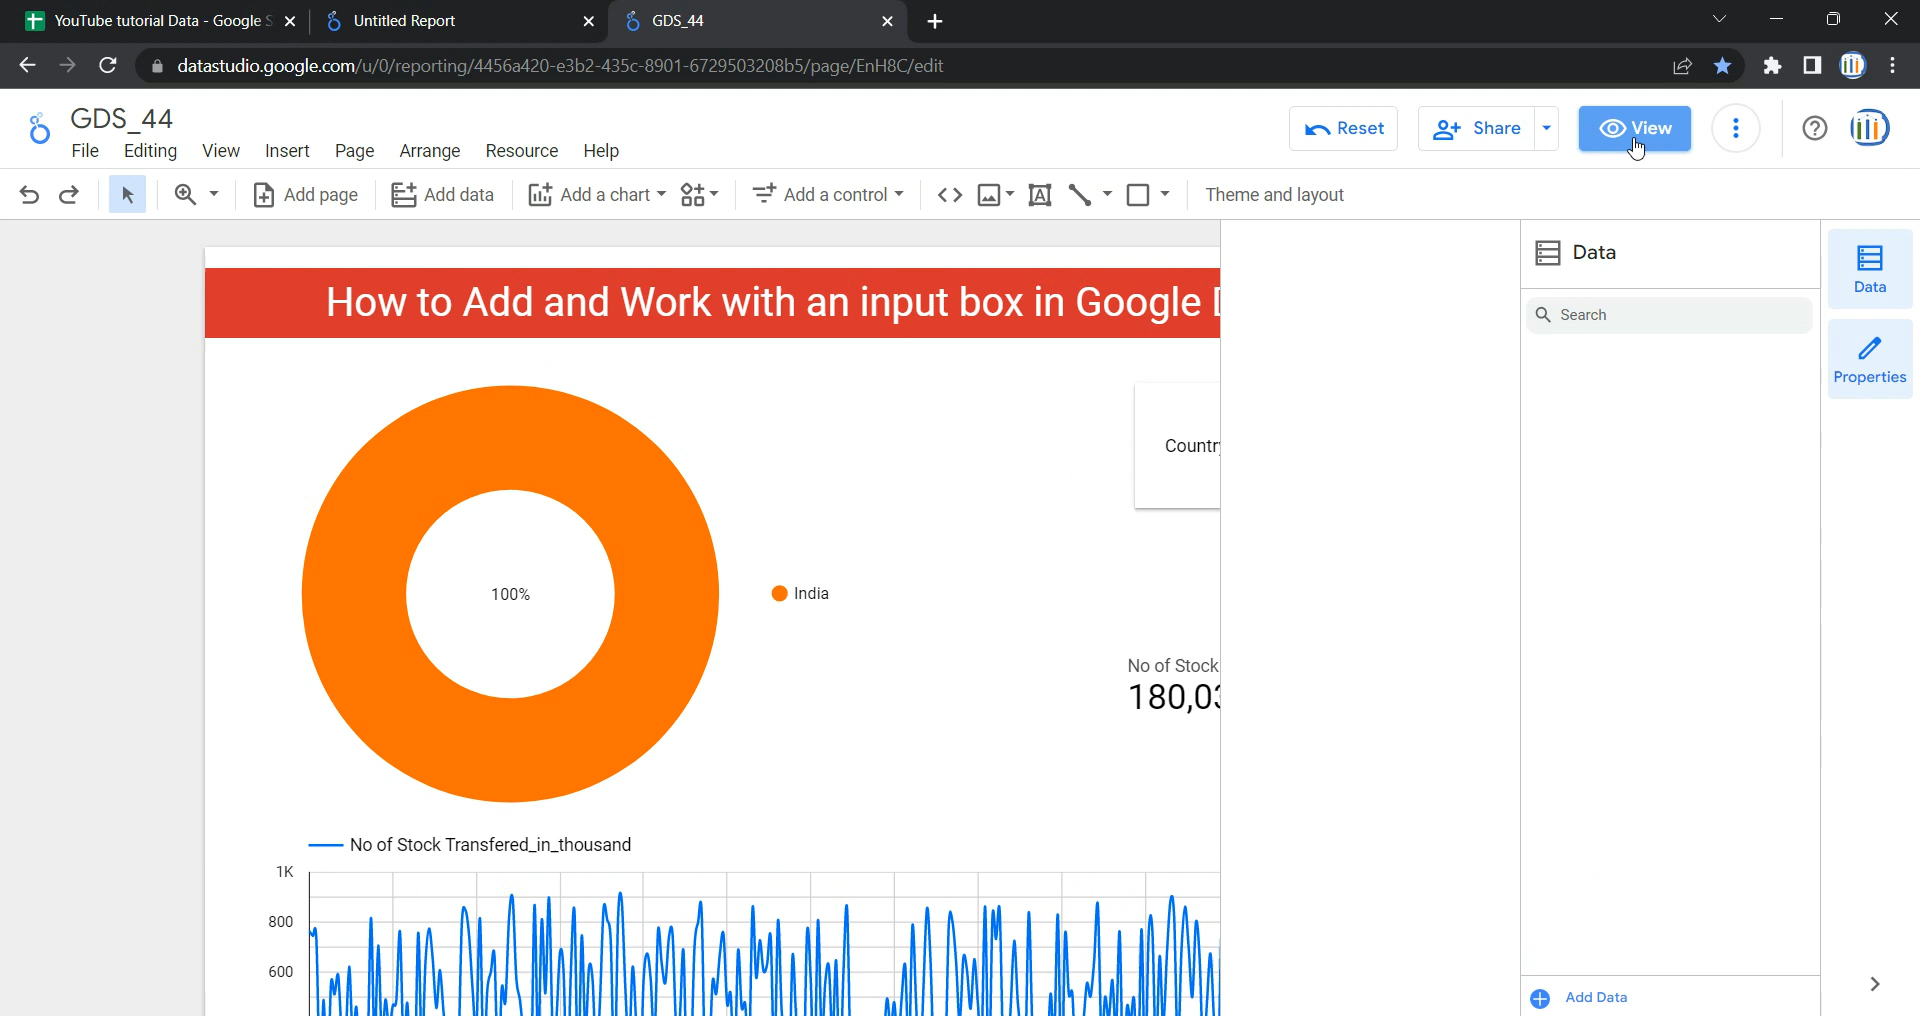 YouTube tutorial Data - Google S
Untitled Report
GDS_44
datastudio.google.com/u/0/reporting/4456a420-e3b2-435c-8901-6729503208b5/page/EnH8C/edit
GDS_44
File Editing View Insert Page Arrange Resource Help
Reset
Share
View
Add page
Add data
Add a chart
Add a control
Theme and layout
How to Add and Work with an input box in Google
Data
Search
Data
Properties
Countr
100%
India
No of Stock
180,03
No of Stock Transfered_in_thousand
1K
800
600
Add Data